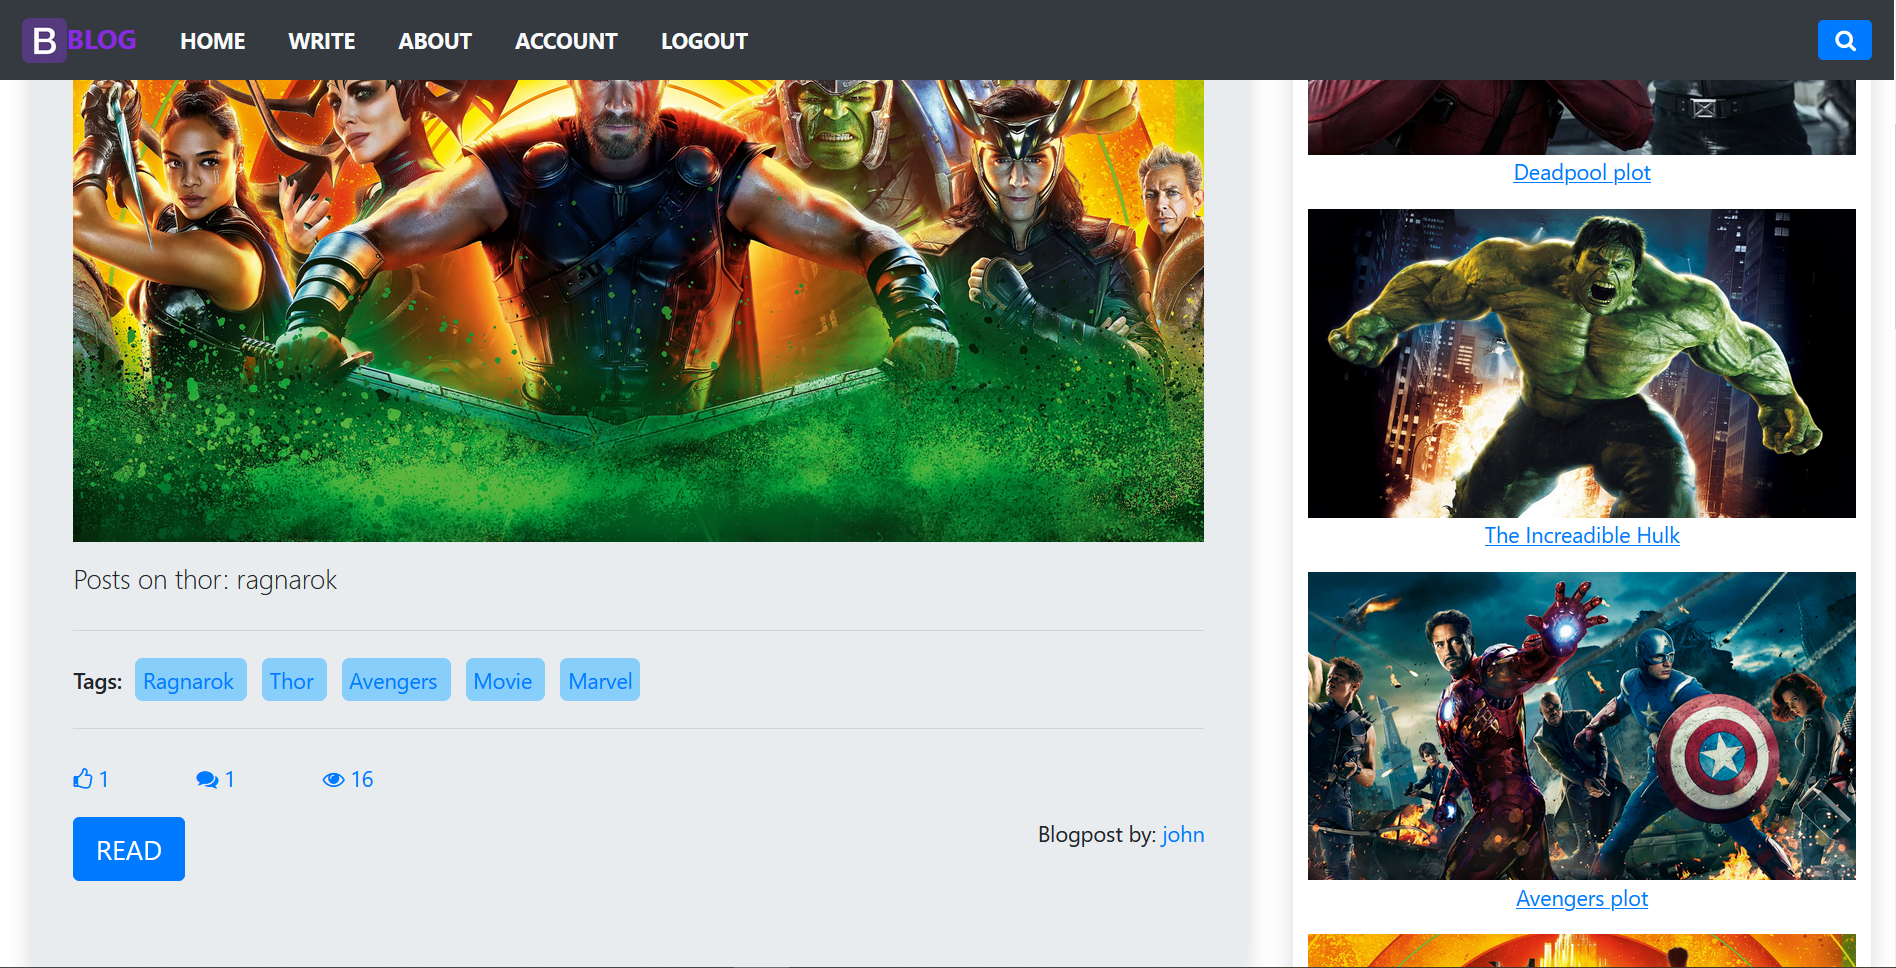 B BLOG HOME WRITE ABOUT ACCOUNT LOGOUT
Posts on thor: ragnarok
Tags: Ragnarok Thor Avengers Movie Marvel
1 1 16
READ
Blogpost by: john
Deadpool plot
The Increadible Hulk
Avengers plot